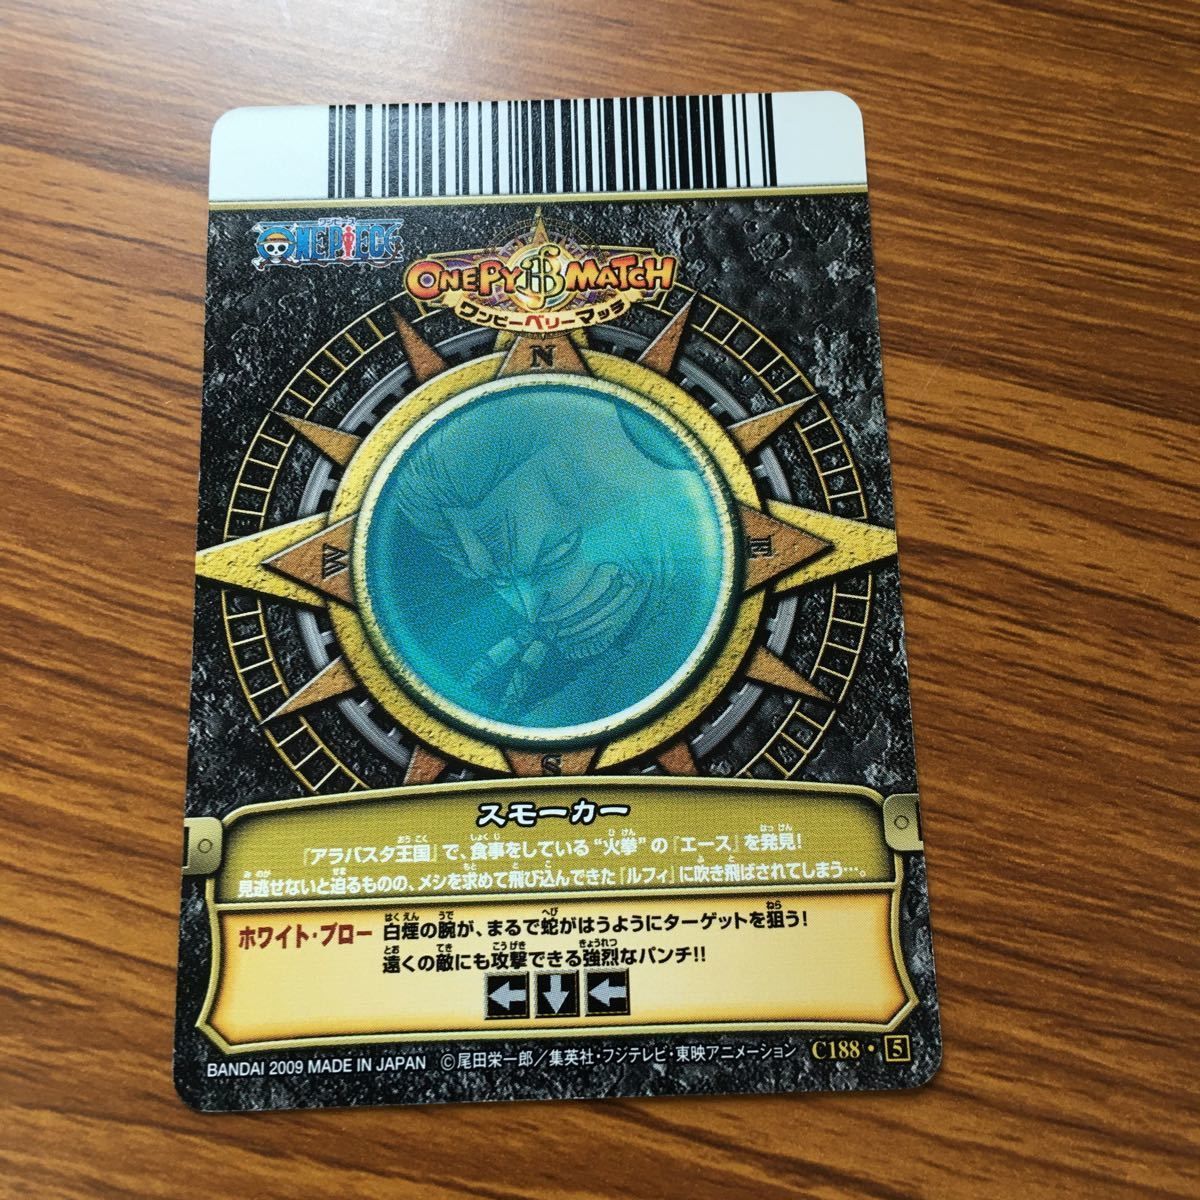 ワンピース
ONE PIECE
ONEPY B MATCH
ワンピーベリーマッチ
N
W
E
S
スモーカー
『アラバスタ王国』で、食事をしている“火拳”の『エース』を発見!
見逃せないと迫るものの、メシを求めて飛び込んできた『ルフィ』に吹き飛ばされてしまう…。
ホワイト・ブロー
白煙の腕が、まるで蛇がはうようにターゲットを狙う!
遠くの敵にも攻撃できる強烈なパンチ!!
BANDAI 2009 MADE IN JAPAN ©尾田栄一郎/集英社・フジテレビ・東映アニメーション C188・5